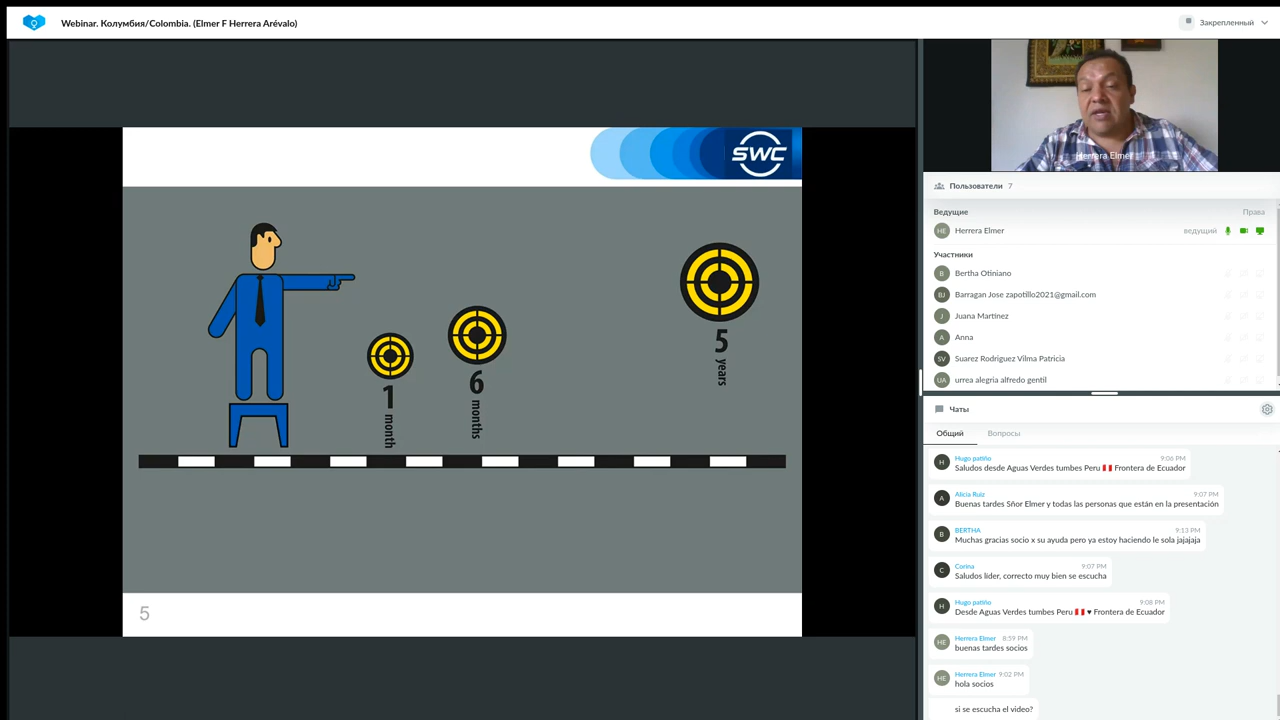 Webinar. Колумбия/Colombia. (Elmer F Herrera Arévalo)
Закрепленный
SWC
1
month
6
months
5
years
5
Herrera Elmer
Пользователи 7
Ведущие
Права
HE
Herrera Elmer
ведущий
Участники
B
Bertha Otiniano
BJ
Barragan Jose zapotillo2021@gmail.com
J
Juana Martínez
A
Anna
SV
Suarez Rodriguez Vilma Patricia
UA
urrea alegria alfredo gentil
Чаты
Общий
Вопросы
H
Hugo patiño 9:06 PM
Saludos desde Aguas Verdes tumbes Peru 🇵🇪 Frontera de Ecuador
A
Alicia Ruiz 9:07 PM
Buenas tardes Sñor Elmer y todas las personas que están en la presentación
B
BERTHA 9:13 PM
Muchas gracias socio x su ayuda pero ya estoy haciendo le sola jajajaja
C
Corina 9:07 PM
Saludos líder, correcto muy bien se escucha
H
Hugo patiño 9:08 PM
Desde Aguas Verdes tumbes Peru 🇵🇪 ♥ Frontera de Ecuador
HE
Herrera Elmer 8:59 PM
buenas tardes socios
HE
Herrera Elmer 9:02 PM
hola socios
si se escucha el video?